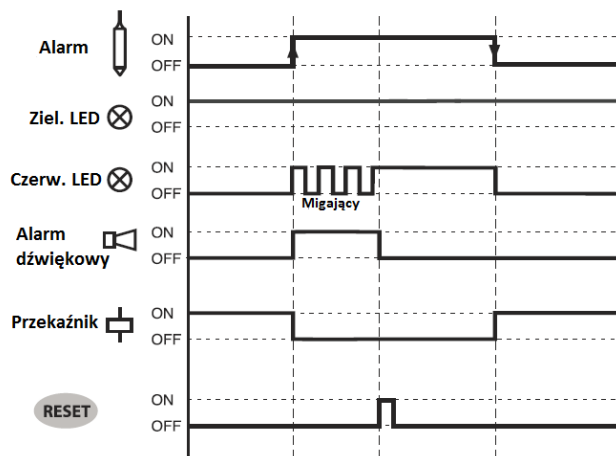 Alarm
ON
OFF
Ziel. LED
ON
OFF
Czerw. LED
ON
OFF
Migający
Alarm
dźwiękowy
ON
OFF
Przekaźnik
ON
OFF
RESET
ON
OFF